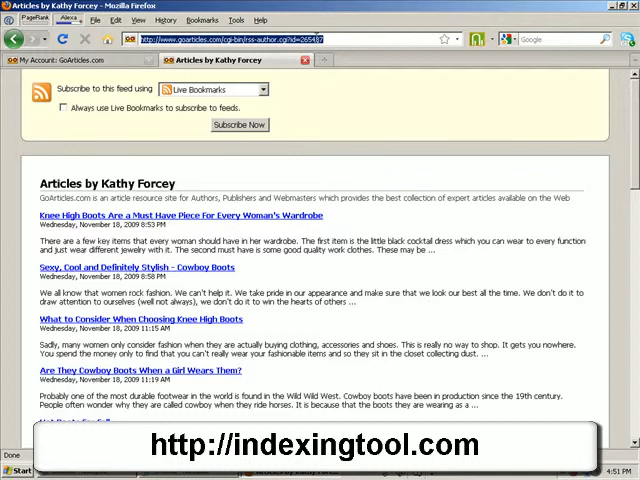 Articles by Kathy Forcey - Mozilla Firefox
PageRank Alexa File Edit View History Bookmarks Tools Help
http://www.goarticles.com/cgi-bin/rss-author.cgi?id=265487 Google
My Account: GoArticles.com Articles by Kathy Forcey
Subscribe to this feed using Live Bookmarks
Always use Live Bookmarks to subscribe to feeds.
Subscribe Now
Articles by Kathy Forcey
GoArticles.com is an article resource site for Authors, Publishers and Webmasters which provides the best collection of expert articles available on the Web
Knee High Boots Are a Must Have Piece For Every Woman's Wardrobe
Wednesday, November 18, 2009 8:53 PM
There are a few key items that every woman should have in her wardrobe. The first item is the little black cocktail dress which you can wear to every function
and just wear different jewelry with it. The second must have is some good quality work clothes. These may be ...
Sexy, Cool and Definitely Stylish - Cowboy Boots
Wednesday, November 18, 2009 8:58 PM
We all know that women rock fashion. We can't help it. We take pride in our appearance and make sure that we look our best all the time. We don't do it to
draw attention to ourselves (well not always), we don't do it to win the hearts of others ...
What to Consider When Choosing Knee High Boots
Wednesday, November 18, 2009 11:15 AM
Sadly, many women only consider fashion when they are actually buying clothing, accessories and shoes. This is really no way to shop. It gets you nowhere.
You spend the money only to find that you can't really wear your fashionable items and so they sit in the closet collecting dust. ...
Are They Cowboy Boots When a Girl Wears Them?
Wednesday, November 18, 2009 11:19 AM
Probably one of the most durable footwear in the world is found in the Wild Wild West. Cowboy boots have been in production since the 19th century.
People often wonder why they are called cowboy when they ride horses. It is because that the boots they are wearing as a ...
http://indexingtool.com
Done
Start 4:51 PM